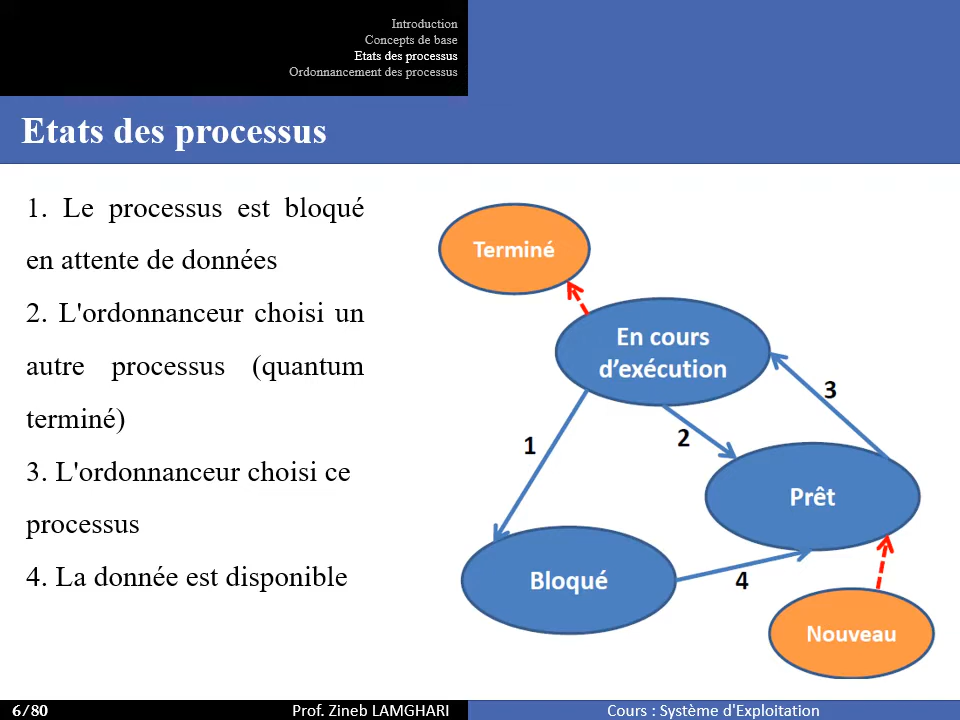 Introduction
Concepts de base
Etats des processus
Ordonnancement des processus
Etats des processus
1. Le processus est bloqué
en attente de données
2. L'ordonnanceur choisi un
autre processus (quantum
terminé)
3. L'ordonnanceur choisi ce
processus
4. La donnée est disponible
Terminé
En cours
d'exécution
3
1
2
Prêt
Bloqué
4
Nouveau
6/80
Prof. Zineb LAMGHARI
Cours : Système d'Exploitation